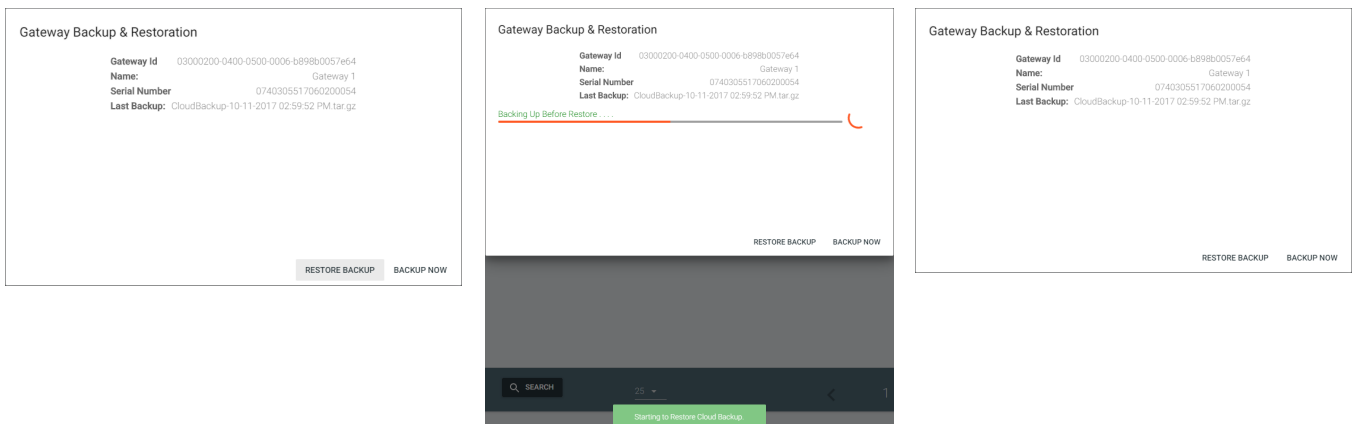 Gateway Backup & Restoration
Gateway Id 03000200-0400-0500-0006-b898b0057e64
Name: Gateway 1
Serial Number 0740305517060200054
Last Backup: CloudBackup-10-11-2017 02:59:52 PM.tar.gz
RESTORE BACKUP BACKUP NOW
Gateway Backup & Restoration
Gateway Id 03000200-0400-0500-0006-b898b0057e64
Name: Gateway 1
Serial Number 0740305517060200054
Last Backup: CloudBackup-10-11-2017 02:59:52 PM.tar.gz
Backing Up Before Restore . . . .
RESTORE BACKUP BACKUP NOW
SEARCH 25 1
Starting to Restore Cloud Backup.
Gateway Backup & Restoration
Gateway Id 03000200-0400-0500-0006-b898b0057e64
Name: Gateway 1
Serial Number 0740305517060200054
Last Backup: CloudBackup-10-11-2017 02:59:52 PM.tar.gz
RESTORE BACKUP BACKUP NOW